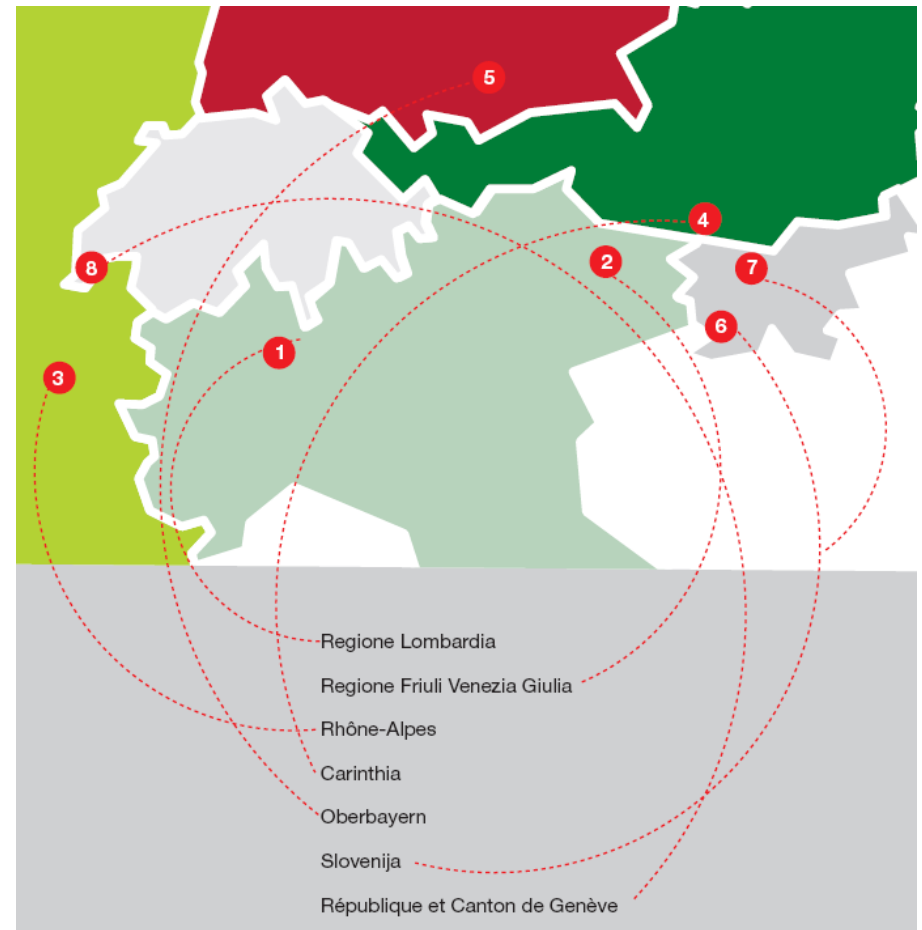 5
4
2
7
8
6
1
3
Regione Lombardia
Regione Friuli Venezia Giulia
Rhône-Alpes
Carinthia
Oberbayern
Slovenija
République et Canton de Genève